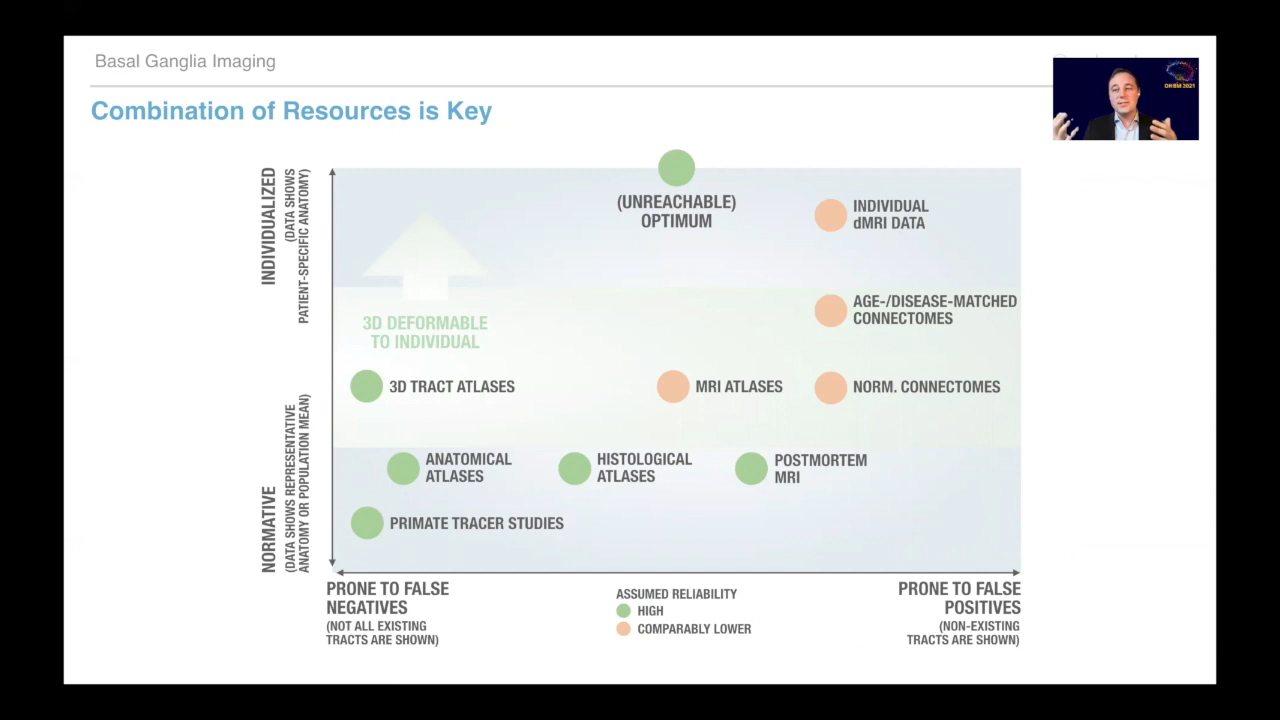 Basal Ganglia Imaging
OHBM 2021
Combination of Resources is Key
INDIVIDUALIZED
(DATA SHOWS
PATIENT-SPECIFIC ANATOMY)
(UNREACHABLE)
OPTIMUM
INDIVIDUAL
dMRI DATA
AGE-/DISEASE-MATCHED
CONNECTOMES
3D DEFORMABLE
TO INDIVIDUAL
3D TRACT ATLASES
MRI ATLASES
NORM. CONNECTOMES
NORMATIVE
(DATA SHOWS REPRESENTATIVE
ANATOMY OR POPULATION MEAN)
ANATOMICAL
ATLASES
HISTOLOGICAL
ATLASES
POSTMORTEM
MRI
PRIMATE TRACER STUDIES
PRONE TO FALSE
NEGATIVES
(NOT ALL EXISTING
TRACTS ARE SHOWN)
ASSUMED RELIABILITY
HIGH
COMPARABLY LOWER
PRONE TO FALSE
POSITIVES
(NON-EXISTING
TRACTS ARE SHOWN)